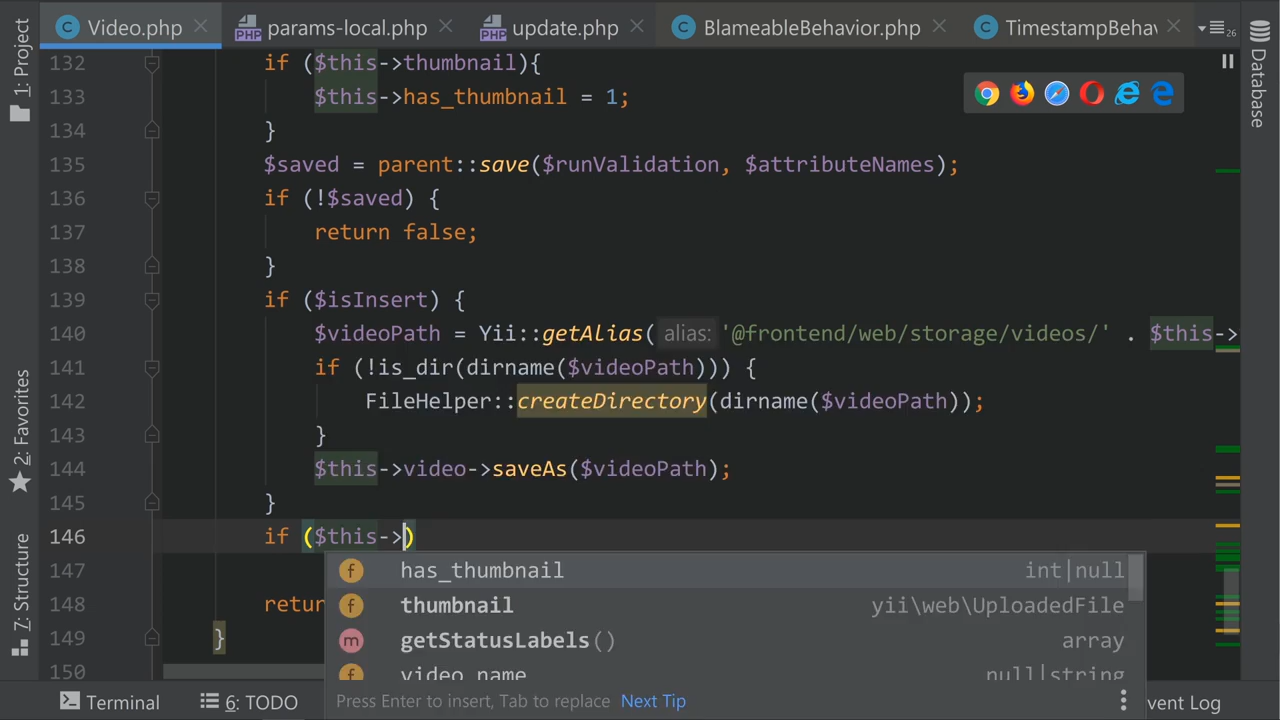 1: Project
Video.php
params-local.php
update.php
BlameableBehavior.php
TimestampBehav
26
Database
132 if ($this->thumbnail){
133 $this->has_thumbnail = 1;
134 }
135 $saved = parent::save($runValidation, $attributeNames);
136 if (!$saved) {
137 return false;
138 }
139 if ($isInsert) {
140 $videoPath = Yii::getAlias( alias: '@frontend/web/storage/videos/' . $this->
141 if (!is_dir(dirname($videoPath))) {
142 FileHelper::createDirectory(dirname($videoPath));
143 }
144 $this->video->saveAs($videoPath);
145 }
146 if ($this->)
147
148 retur
149 }
150
has_thumbnail int|null
thumbnail yii\web\UploadedFile
getStatusLabels() array
video_name null|string
Press Enter to insert, Tab to replace Next Tip
2: Favorites
7: Structure
Terminal
6: TODO
vent Log